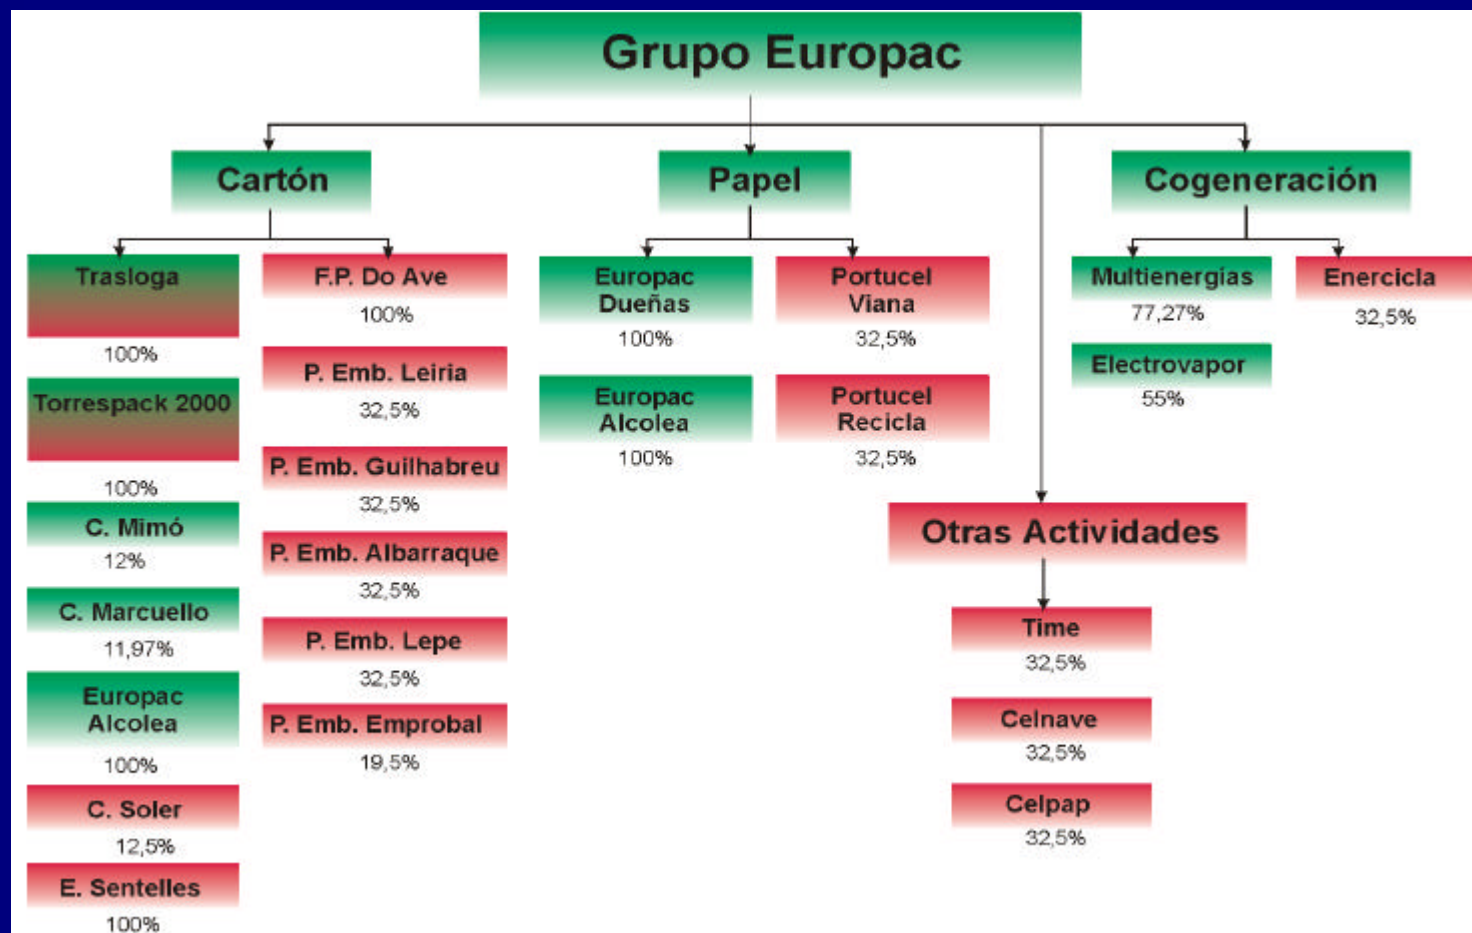 Grupo Europac
Cartón
Trasloga
100%
Torrespack 2000
100%
C. Mimó
12%
C. Marcuello
11,97%
Europac
Alcolea
100%
C. Soler
12,5%
E. Sentelles
100%
F.P. Do Ave
100%
P. Emb. Leiria
32,5%
P. Emb. Guilhabreu
32,5%
P. Emb. Albarraque
32,5%
P. Emb. Lepe
32,5%
P. Emb. Emprobal
19,5%
Papel
Europac
Dueñas
100%
Europac
Alcolea
100%
Portucel
Viana
32,5%
Portucel
Recicla
32,5%
Otras Actividades
Time
32,5%
Celnave
32,5%
Celpap
32,5%
Cogeneración
Multienergías
77,27%
Electrovapor
55%
Enercicla
32,5%